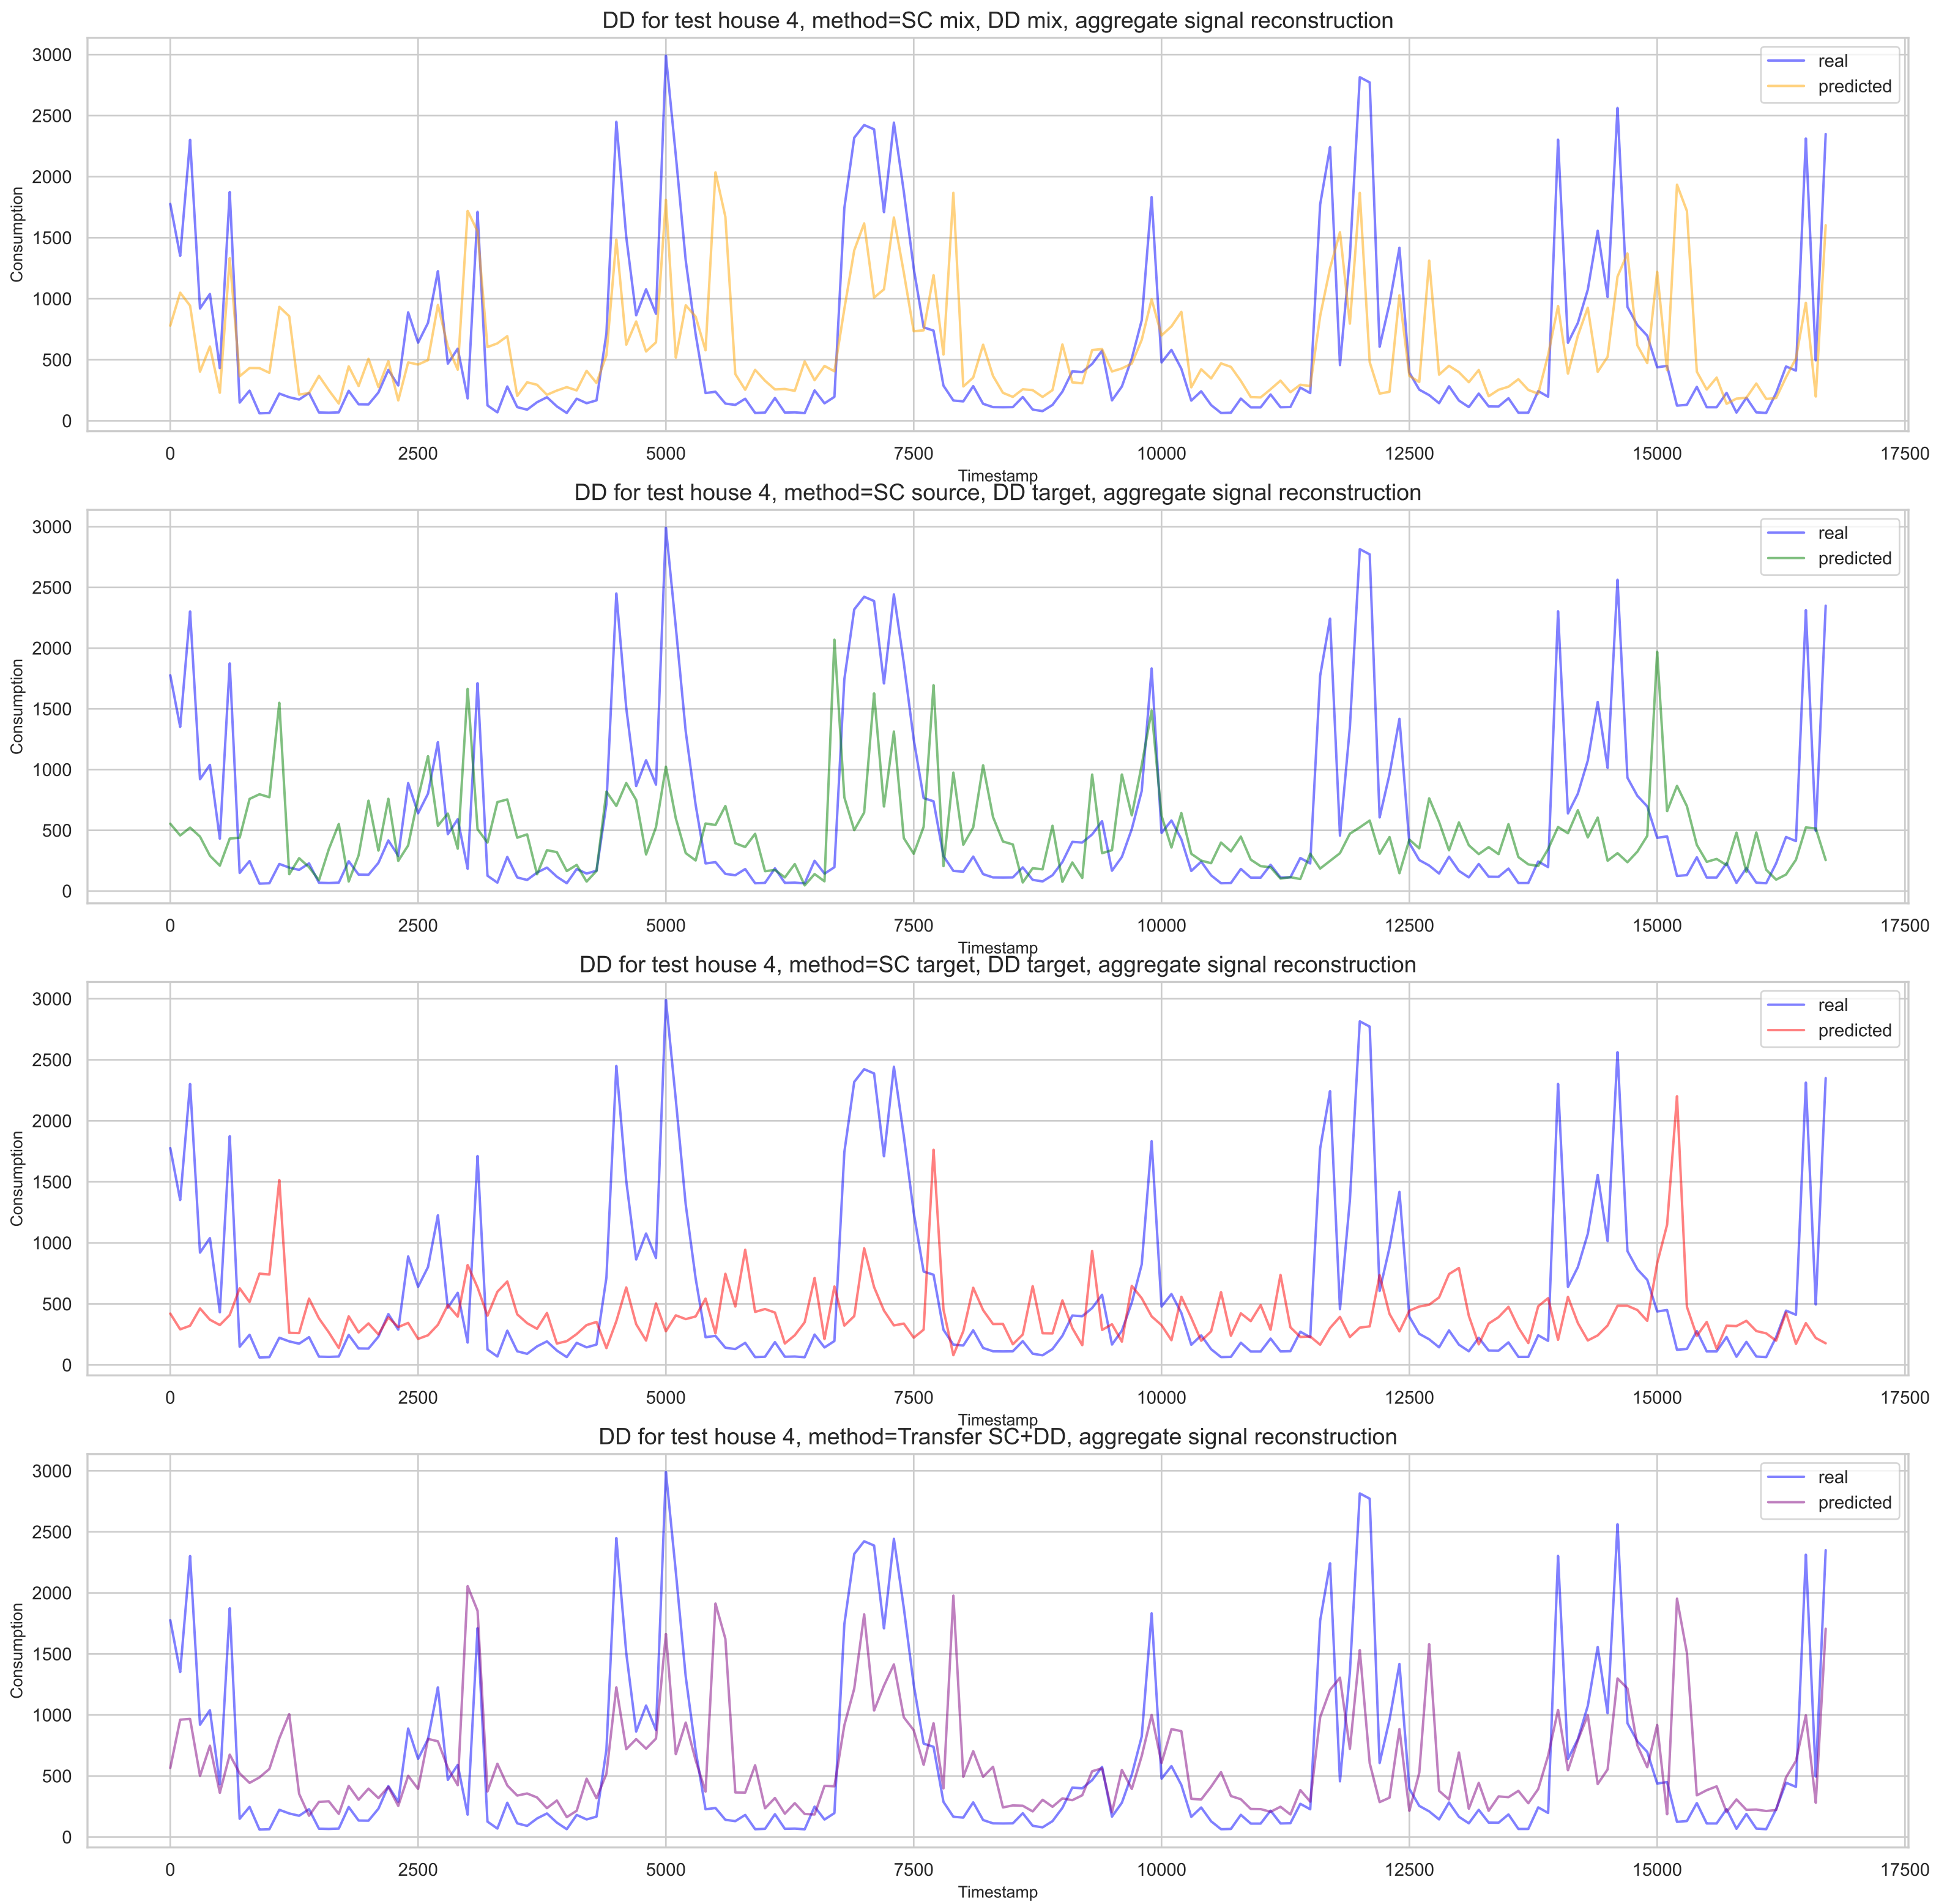 DD for test house 4, method=SC mix, DD mix, aggregate signal reconstruction
3000
2500
2000
1500
1000
500
0
Consumption
real
predicted
0 2500 5000 7500 10000 12500 15000 17500
Timestamp
DD for test house 4, method=SC source, DD target, aggregate signal reconstruction
3000
2500
2000
1500
1000
500
0
Consumption
real
predicted
0 2500 5000 7500 10000 12500 15000 17500
Timestamp
DD for test house 4, method=SC target, DD target, aggregate signal reconstruction
3000
2500
2000
1500
1000
500
0
Consumption
real
predicted
0 2500 5000 7500 10000 12500 15000 17500
Timestamp
DD for test house 4, method=Transfer SC+DD, aggregate signal reconstruction
3000
2500
2000
1500
1000
500
0
Consumption
real
predicted
0 2500 5000 7500 10000 12500 15000 17500
Timestamp